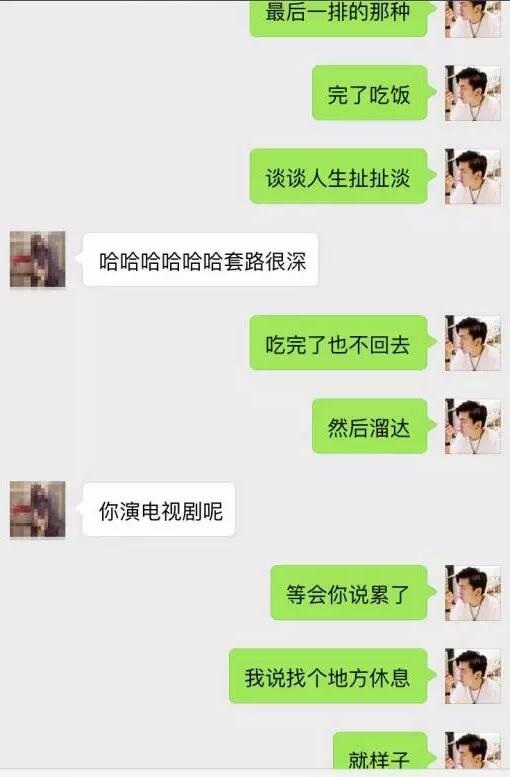 最后一排的那种
完了吃饭
谈谈人生扯扯淡
哈哈哈哈哈哈套路很深
吃完了也不回去
然后溜达
你演电视剧呢
等会你说累了
我说找个地方休息
就样子